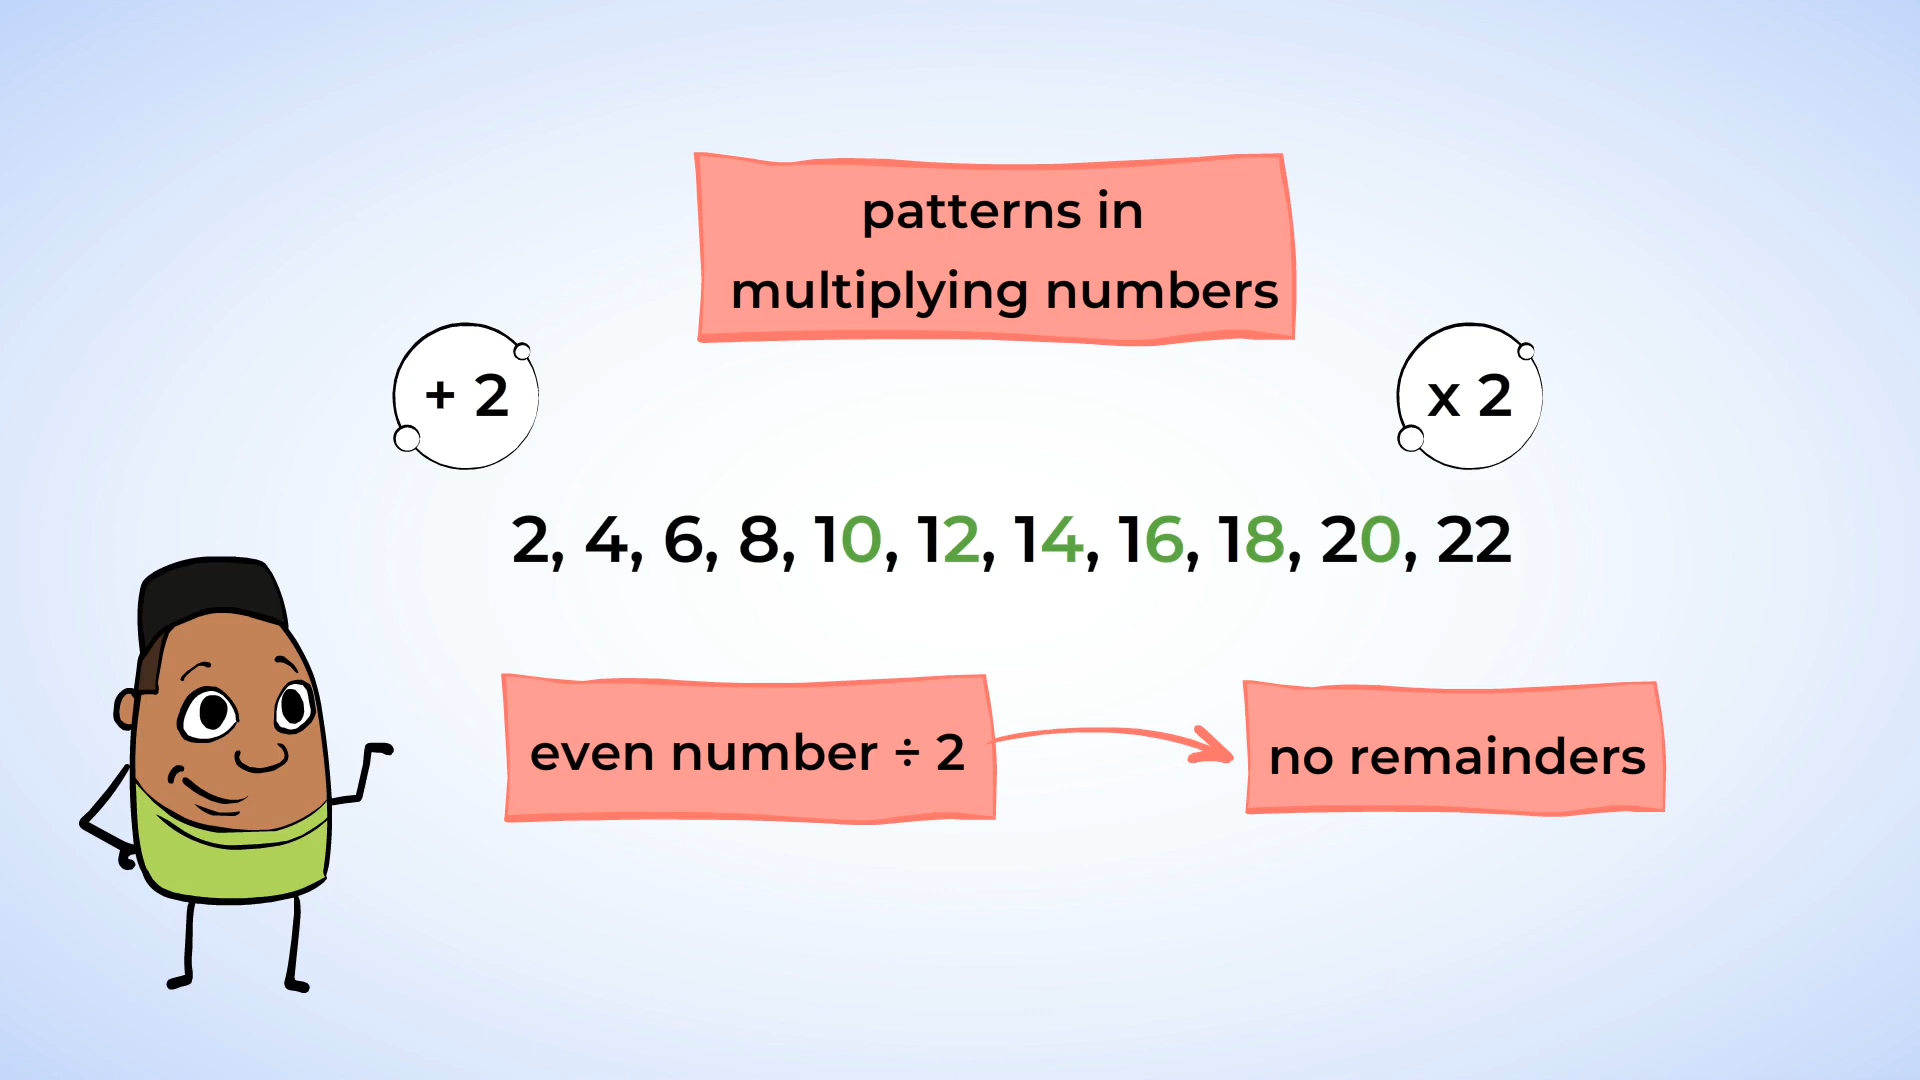 patterns in
multiplying numbers
+ 2
x 2
2, 4, 6, 8, 10, 12, 14, 16, 18, 20, 22
even number ÷ 2
no remainders